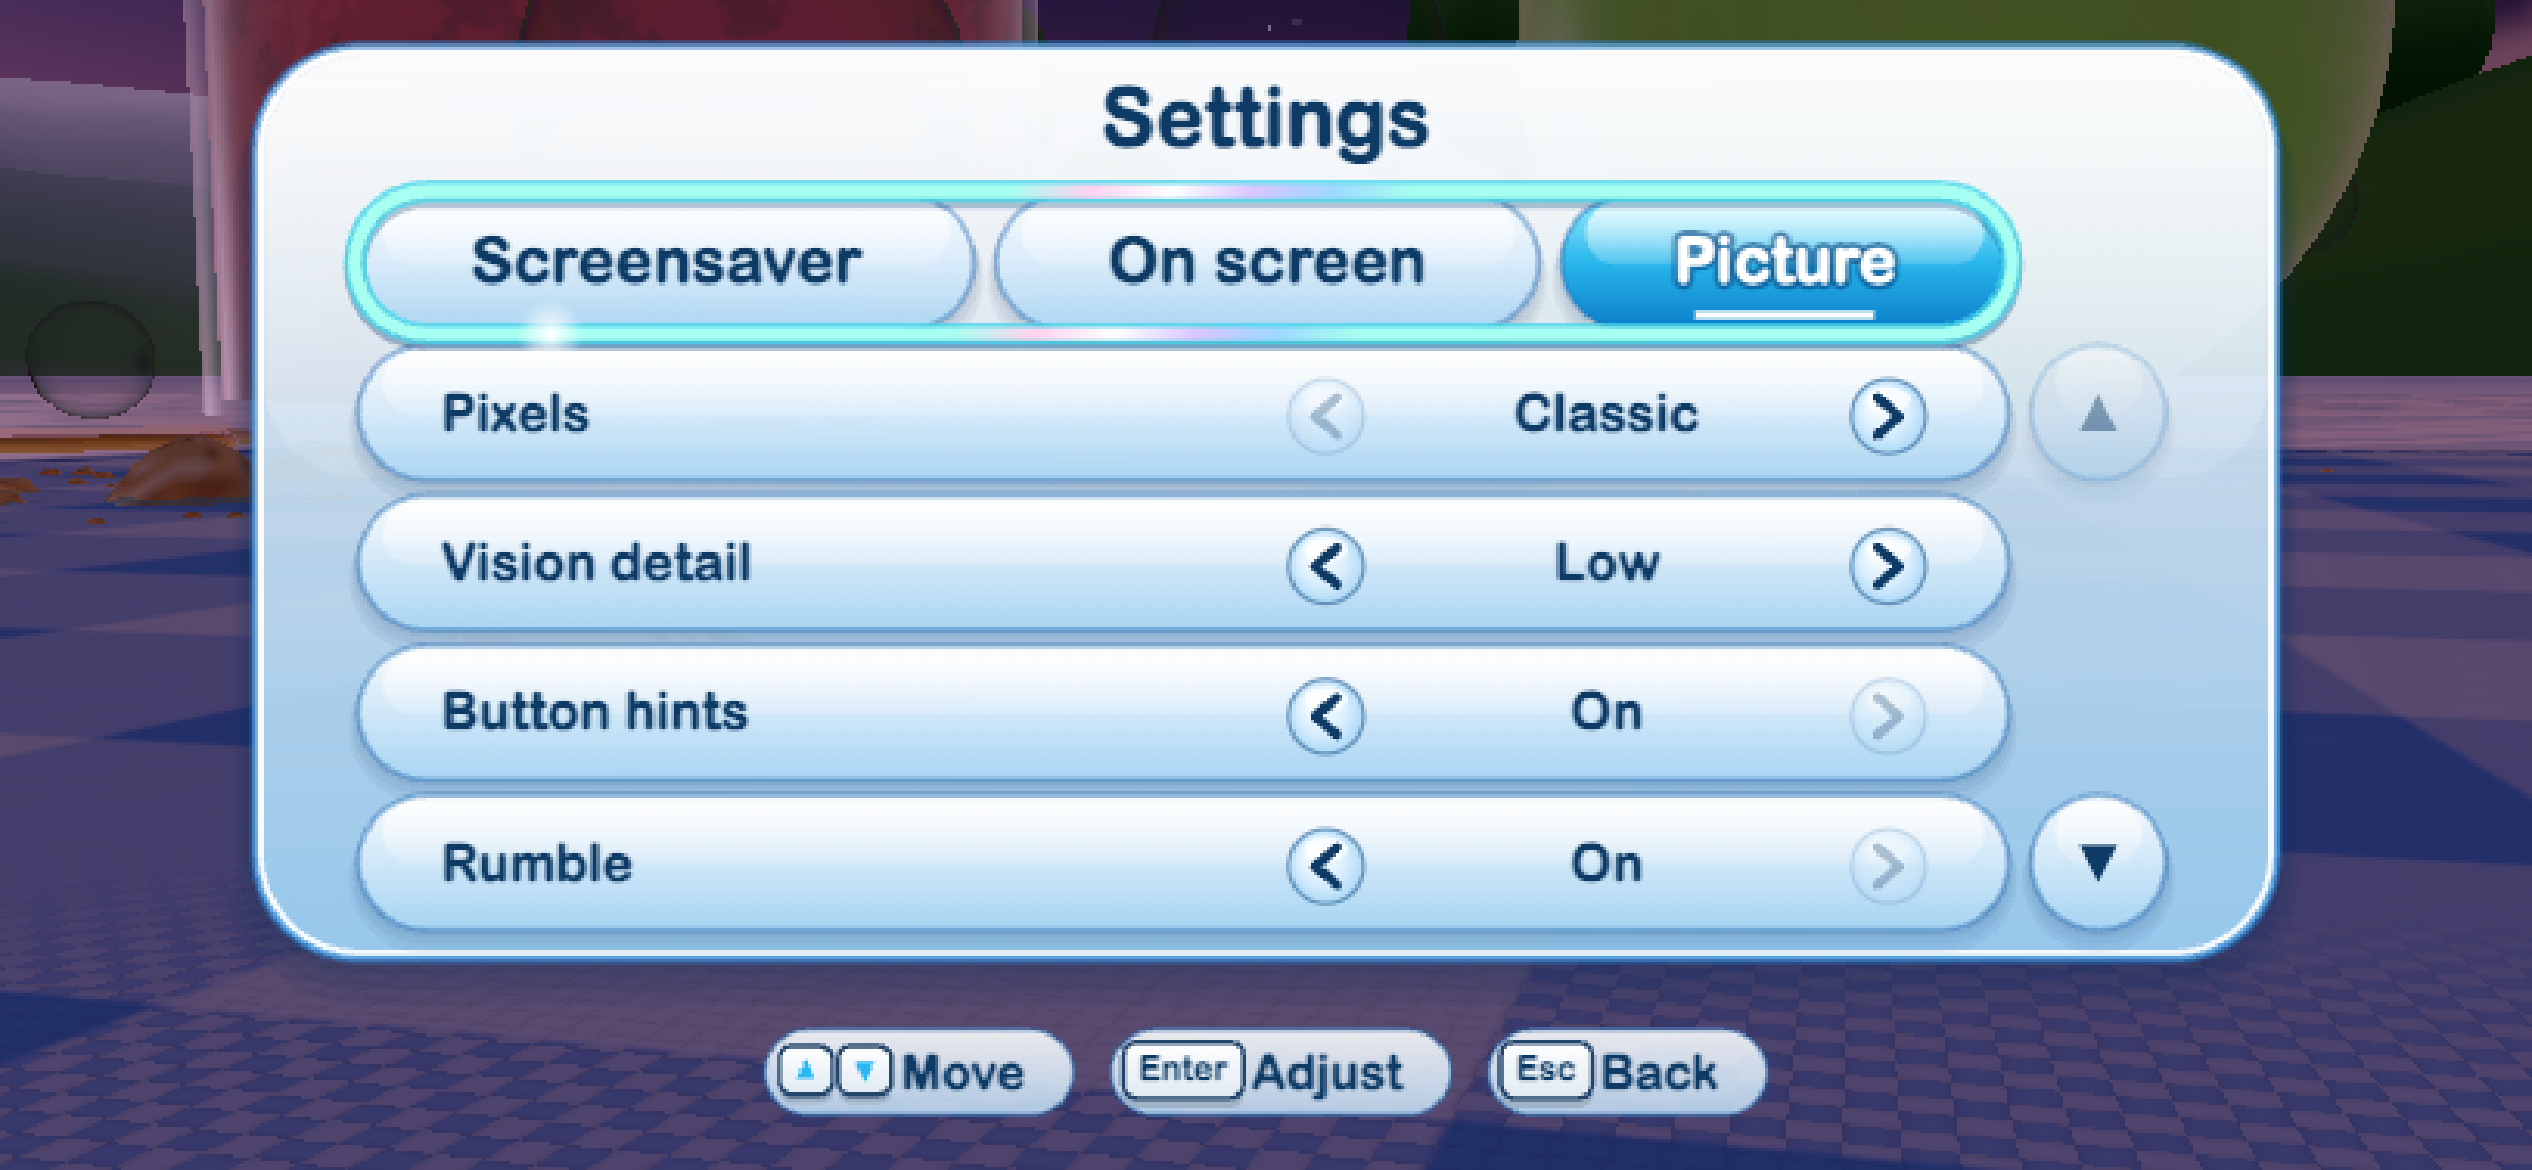 Settings
Screensaver On screen Picture
Pixels < Classic >
Vision detail < Low >
Button hints < On >
Rumble < On >
▲ ▼ Move Enter Adjust Esc Back